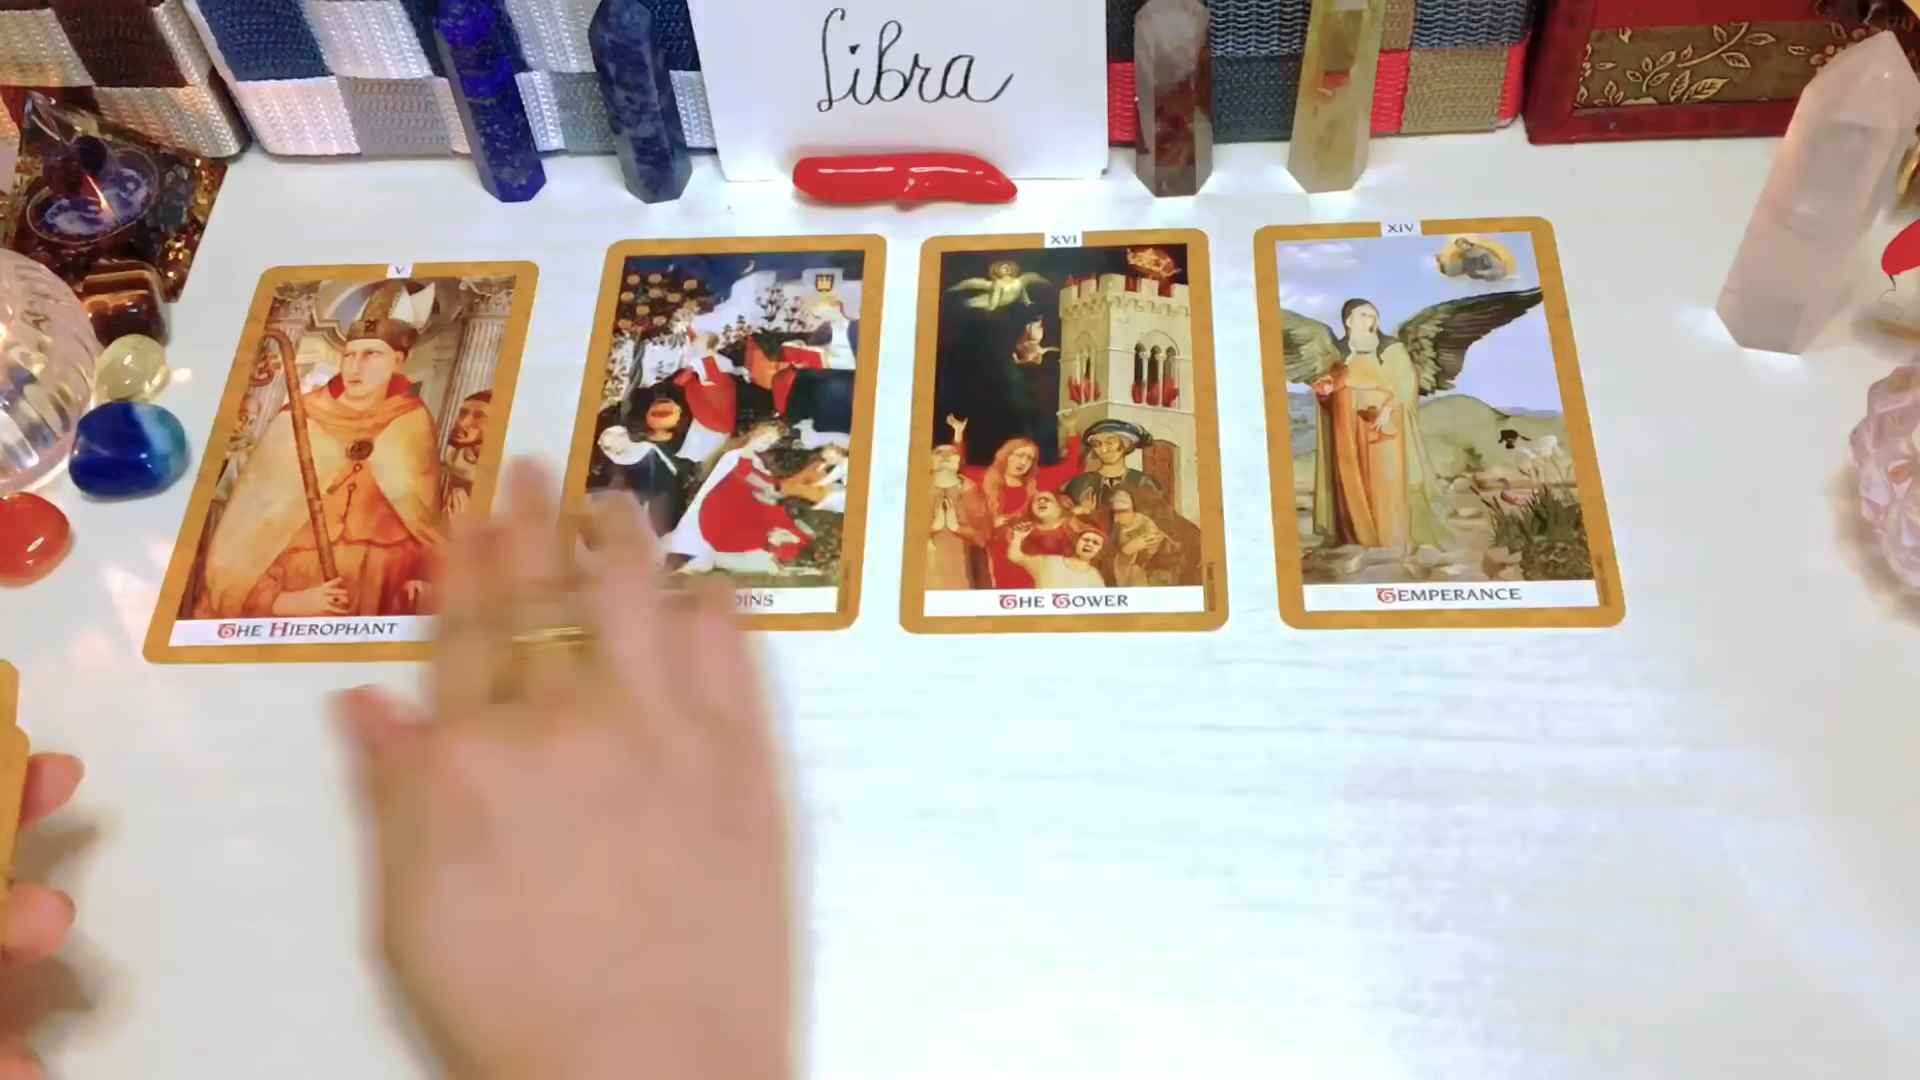 Libra
V
XVI
XIV
THE HIEROPHANT
THE TOWER
TEMPERANCE